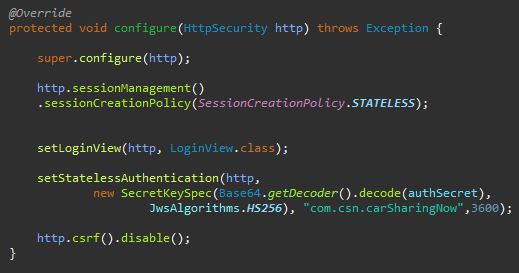 @Override
protected void configure(HttpSecurity http) throws Exception {
super.configure(http);
http.sessionManagement()
.sessionCreationPolicy(SessionCreationPolicy.STATELESS);
setLoginView(http, LoginView.class);
setStatelessAuthentication(http,
new SecretKeySpec(Base64.getDecoder().decode(authSecret),
JwsAlgorithms.HS256), "com.csn.carSharingNow",3600);
http.csrf().disable();
}